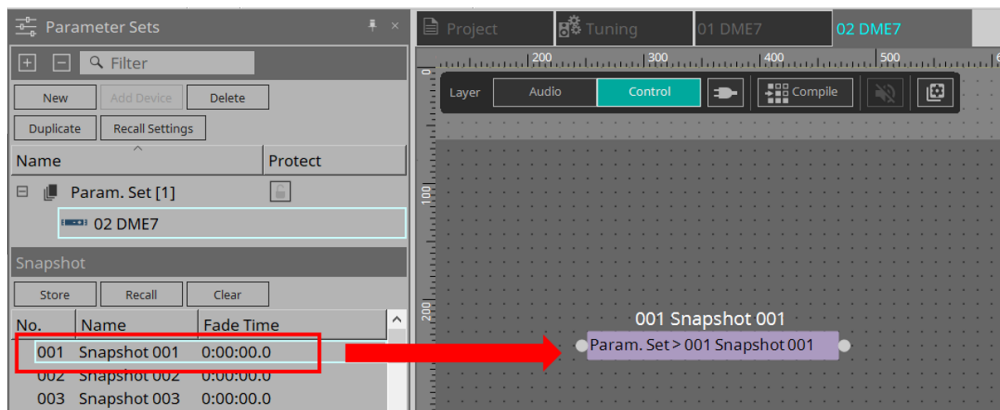 Parameter Sets
Filter
New Add Device Delete
Duplicate Recall Settings
Name Protect
Param. Set [1]
02 DME7
Snapshot
Store Recall Clear
No. Name Fade Time
001 Snapshot 001 0:00:00.0
002 Snapshot 002 0:00:00.0
003 Snapshot 003 0:00:00.0
Project Tuning 01 DME7 02 DME7
200 300 400 500
Layer Audio Control Compile
100
200
001 Snapshot 001
Param. Set > 001 Snapshot 001